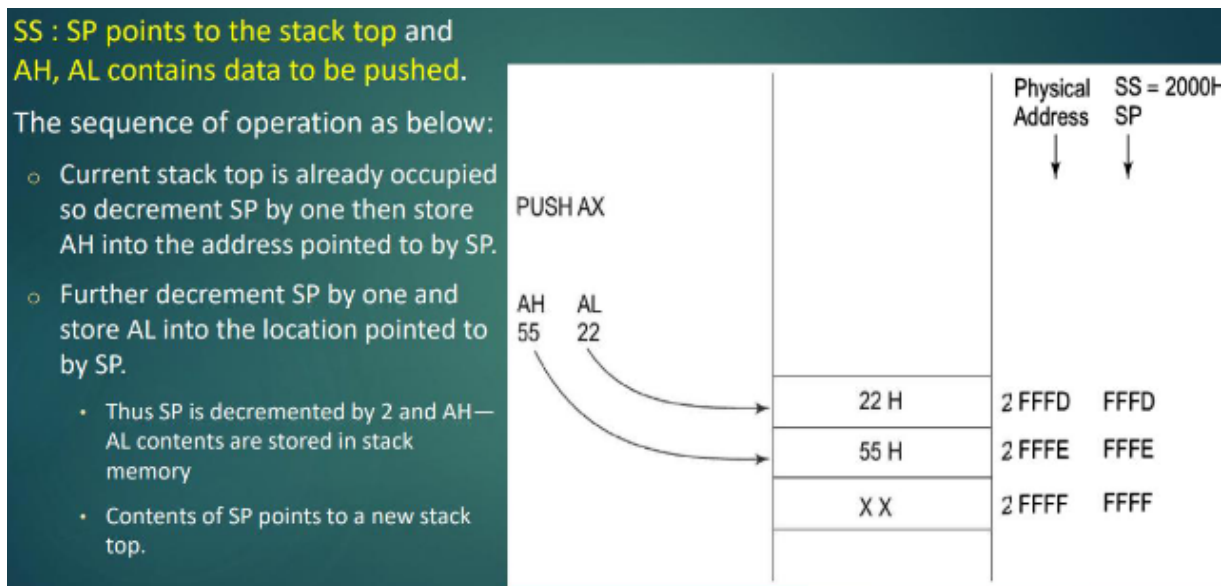 SS : SP points to the stack top and
AH, AL contains data to be pushed.
The sequence of operation as below:
o Current stack top is already occupied
so decrement SP by one then store
AH into the address pointed to by SP.
o Further decrement SP by one and
store AL into the location pointed to
by SP.
• Thus SP is decremented by 2 and AH—
AL contents are stored in stack
memory
• Contents of SP points to a new stack
top.
Physical SS = 2000H
Address SP
PUSH AX
AH AL
55 22
22 H 2 FFFD FFFD
55 H 2 FFFE FFFE
X X 2 FFFF FFFF